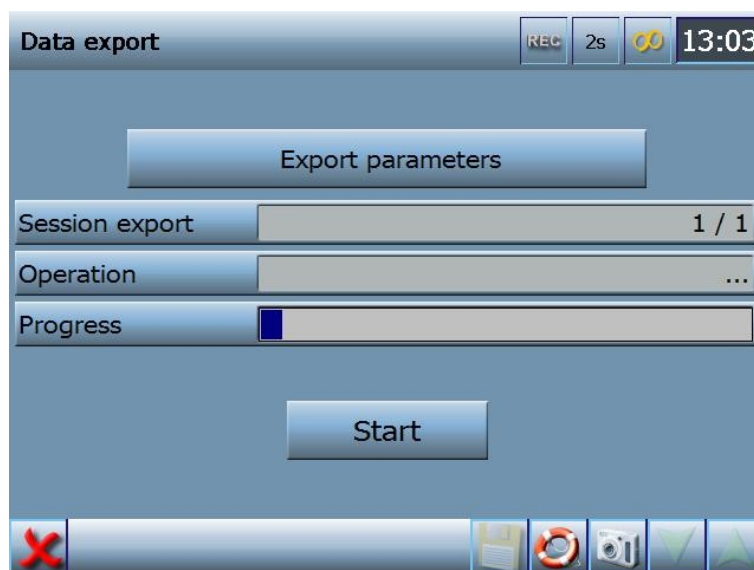 Data export REC 2s 13:03
Export parameters
Session export 1 / 1
Operation ...
Progress
Start